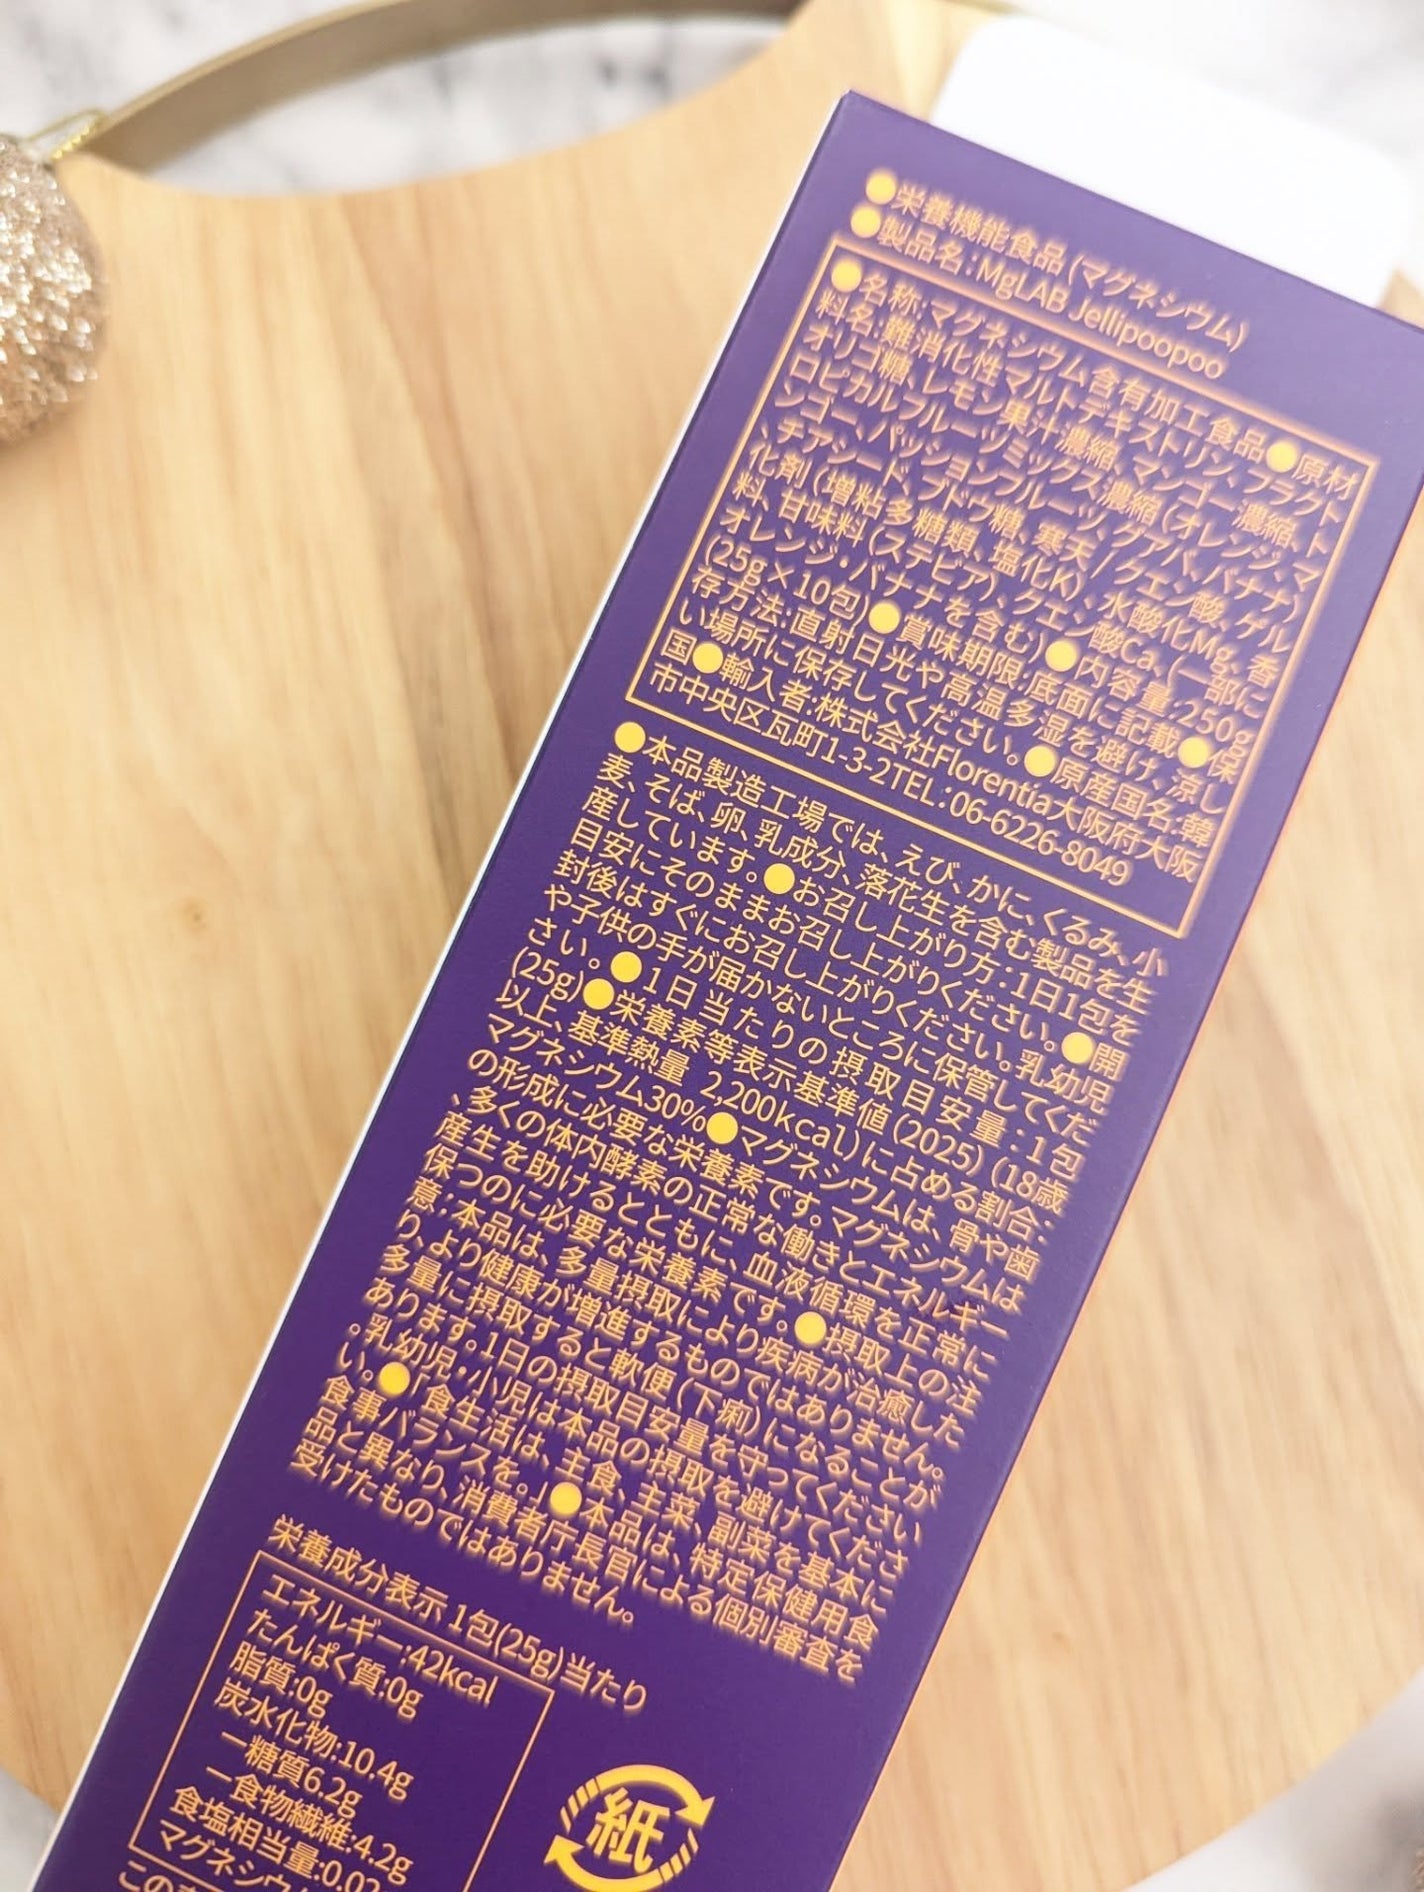 ●栄養機能食品(マグネシウム)
●製品名:MgLAB Jellipoopoo
●名称:マグネシウム含有加工食品●原材
料名:難消化性マルトデキストリン、フラクト
オリゴ糖、レモン果汁濃縮、マンゴー濃縮、ト
ロピカルフルーツミックス濃縮(オレンジ、マ
ンゴー、パッションフルーツ、グアバ、バナナ)
、チアシード、ブドウ糖、寒天/クエン酸、ゲル
化剤(増粘多糖類、塩化K)、水酸化Mg、香
料、甘味料(ステビア)、クエン酸Ca、(一部に
オレンジ・バナナを含む)●内容量:250g
(25g×10包)●賞味期限:底面に記載●保
存方法:直射日光や高温多湿を避け、涼し
い場所に保存してください。●原産国名:韓
国●輸入者:株式会社Florentia大阪府大阪
市中央区瓦町1-3-2TEL:06-6226-8049
●本品製造工場では、えび、かに、くるみ、小
麦、そば、卵、乳成分、落花生を含む製品を生
産しています。●お召し上がり方:1日1包を
目安にそのままお召し上がりください。●開
封後はすぐにお召し上がりください。乳幼児
や子供の手が届かないところに保管してくだ
さい。●1日当たりの摂取目安量:1包
(25g)●栄養素等表示基準値(2025)(18歳
以上、基準熱量 2,200kcal)に占める割合:
マグネシウム30%●マグネシウムは、骨や歯
の形成に必要な栄養素です。マグネシウムは
、多くの体内酵素の正常な働きとエネルギー
産生を助けるとともに、血液循環を正常に
保つのに必要な栄養素です。●摂取上の注
意:本品は、多量摂取により疾病が治癒した
り、より健康が増進するものではありません。
多量に摂取すると軟便(下痢)になることが
あります。1日の摂取目安量を守ってください
。乳幼児・小児は本品の摂取を避けてくださ
い。●「食生活は、主食、主菜、副菜を基本に
食事バランスを。」●本品は、特定保健用食
品と異なり、消費者庁長官による個別審査を
受けたものではありません。
栄養成分表示 1包(25g)当たり
エネルギー:42kcal
たんぱく質:0g
脂質:0g
炭水化物:10.4g
ー糖質6.2g
ー食物繊維:4.2g
食塩相当量:0.02
マグネシウ
この
紙